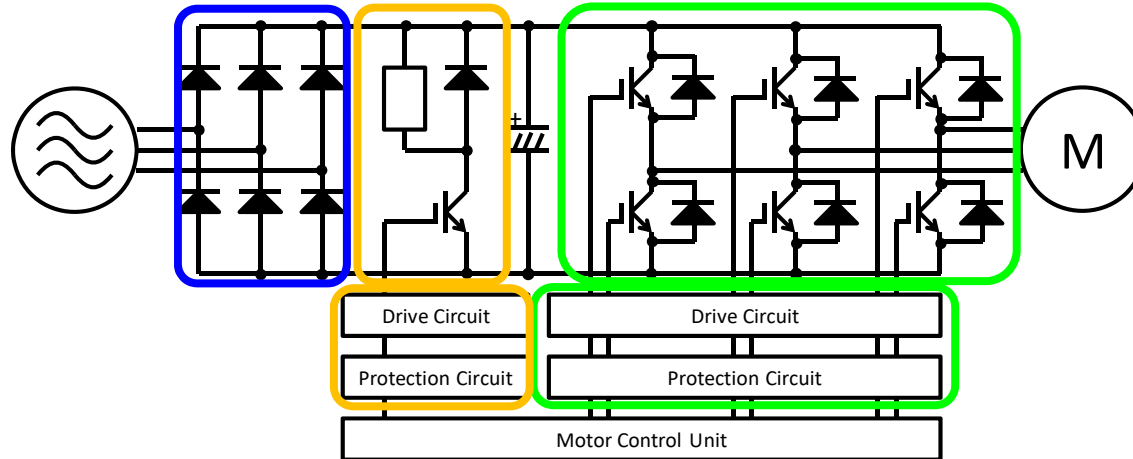 +
M
Drive Circuit
Drive Circuit
Protection Circuit
Protection Circuit
Motor Control Unit